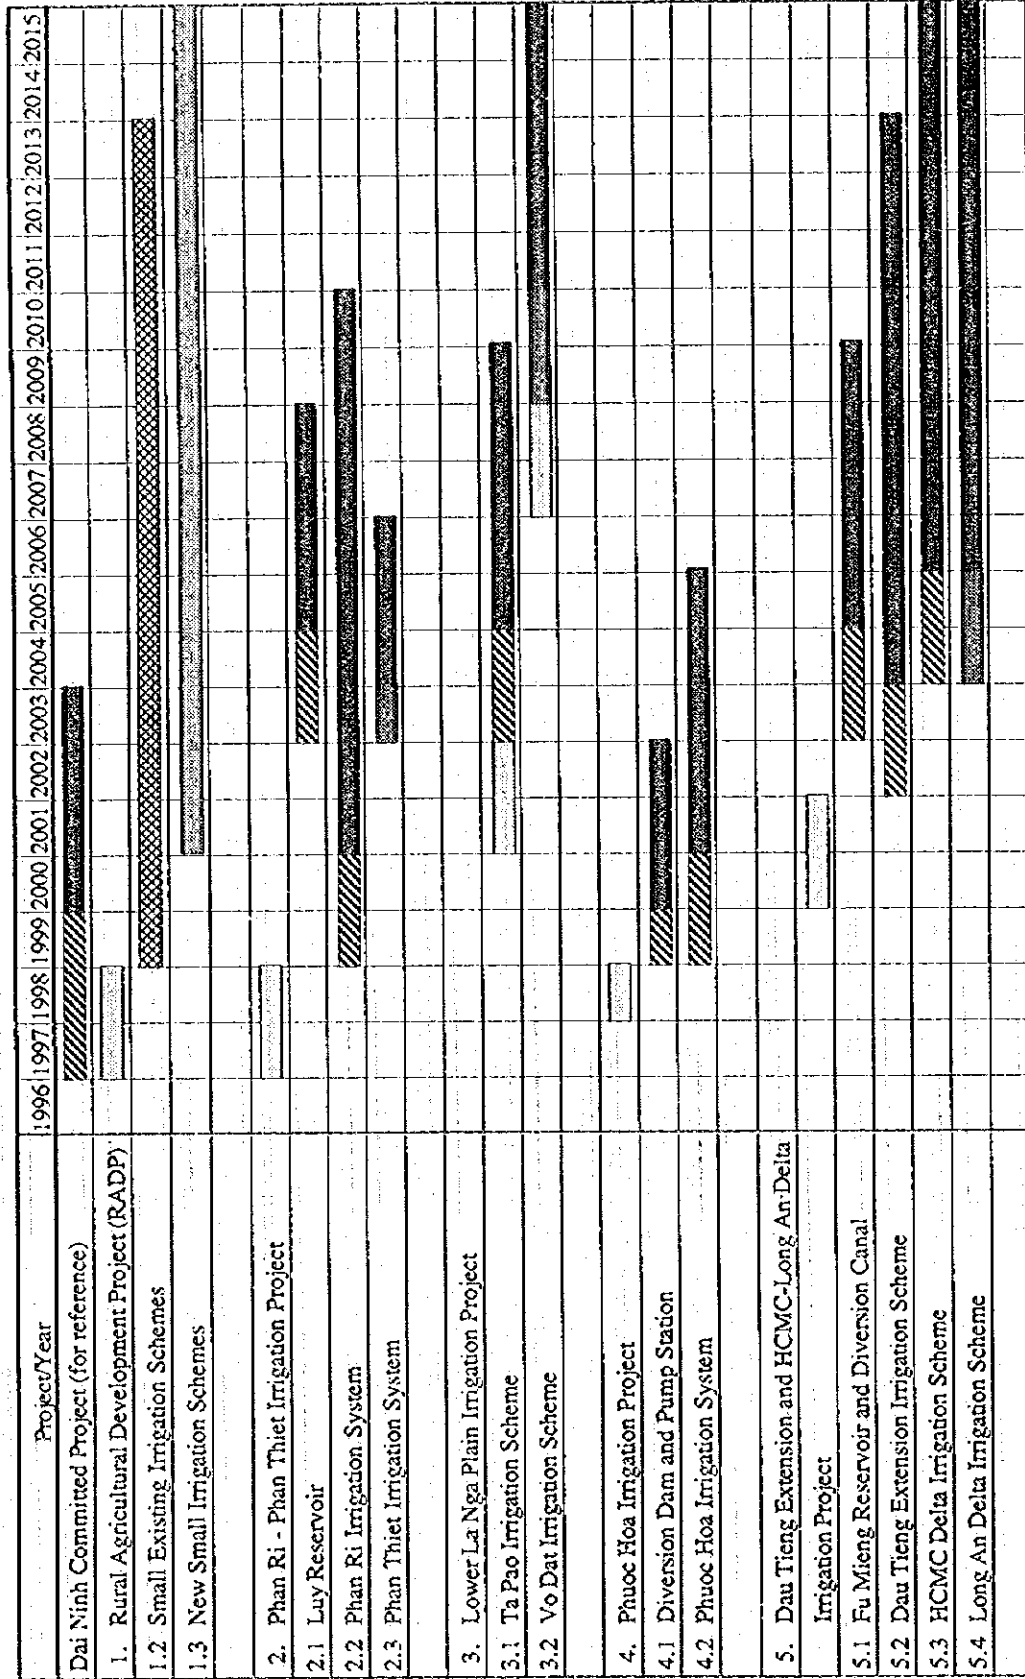 Project/Year 1996 1997 1998 1999 2000 2001 2002 2003 2004 2005 2006 2007 2008 2009 2010 2011 2012 2013 2014 2015
Dai Ninh Committed Project (for reference)
1. Rural Agricultural Development Project (RADP)
1.2 Small Existing Irrigation Schemes
1.3 New Small Irrigation Schemes
2. Phan Ri - Phan Thiet Irrigation Project
2.1 Luy Reservoir
2.2 Phan Ri Irrigation System
2.3 Phan Thiet Irrigation System
3. Lower La Nga Plain Irrigation Project
3.1 Ta Pao Irrigation Scheme
3.2 Vo Dat Irrigation Scheme
4. Phuoc Hoa Irrigation Project
4.1 Diversion Dam and Pump Station
4.2 Phuoc Hoa Irrigation System
5. Dau Tieng Extension and HCMC-Long An Delta
Irrigation Project
5.1 Fu Mieng Reservoir and Diversion Canal
5.2 Dau Tieng Extension Irrigation Scheme
5.3 HCMC Delta Irrigation Scheme
5.4 Long An Delta Irrigation Scheme